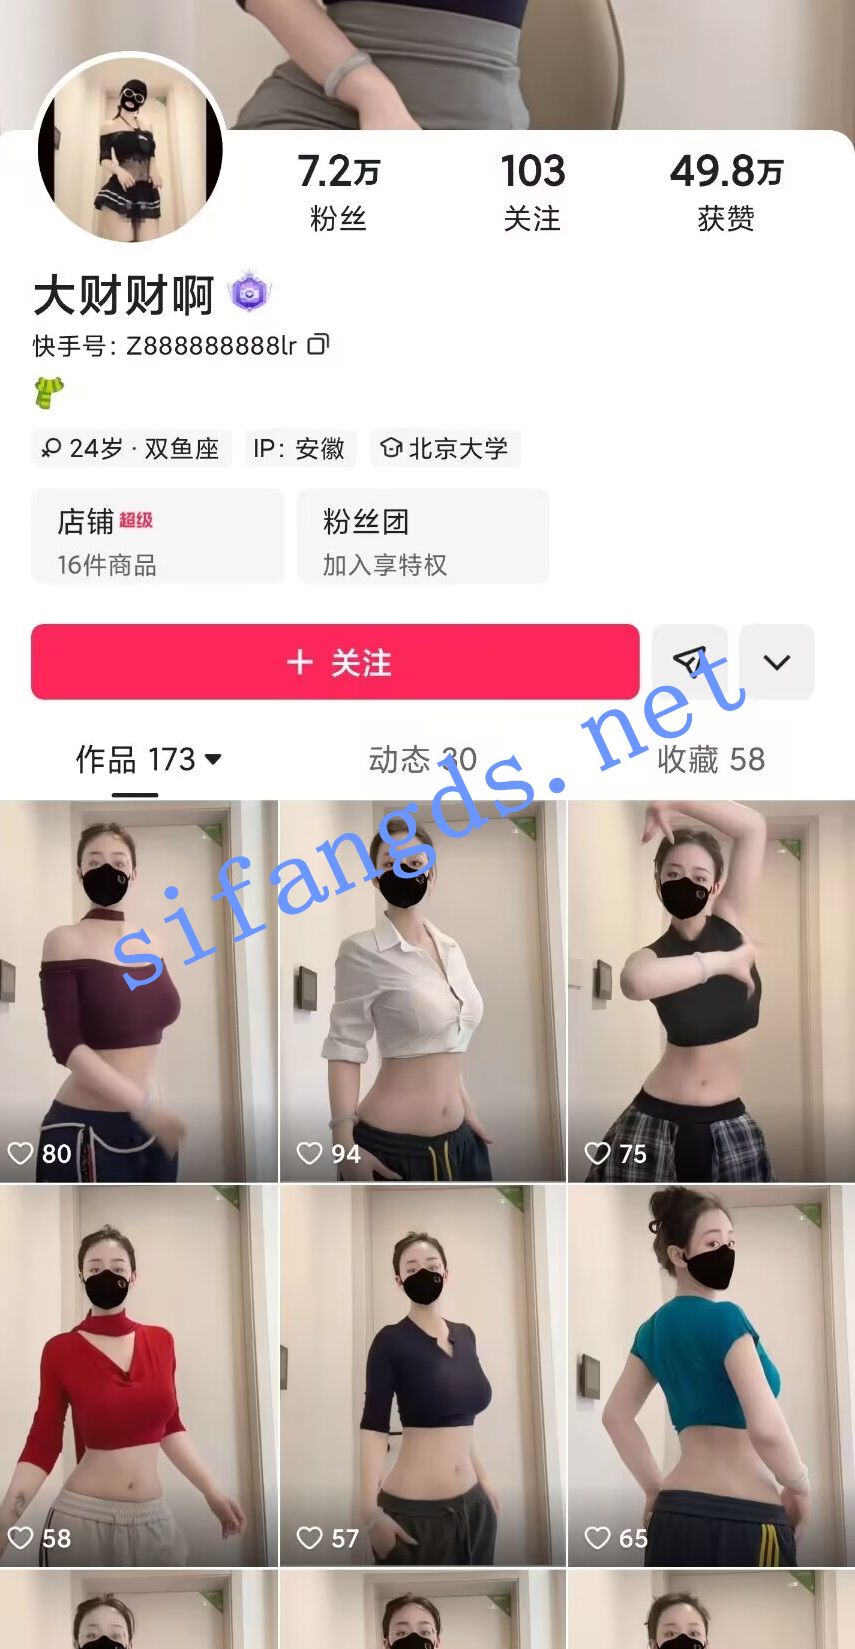 7.2万 103 49.8万
粉丝 关注 获赞
大财财啊
快手号: Z888888888lr
24岁 · 双鱼座 IP: 安徽 北京大学
店铺 超级 粉丝团
16件商品 加入享特权
+ 关注
作品 173 动态 30 收藏 58
sifangds.net
80 94 75
58 57 65